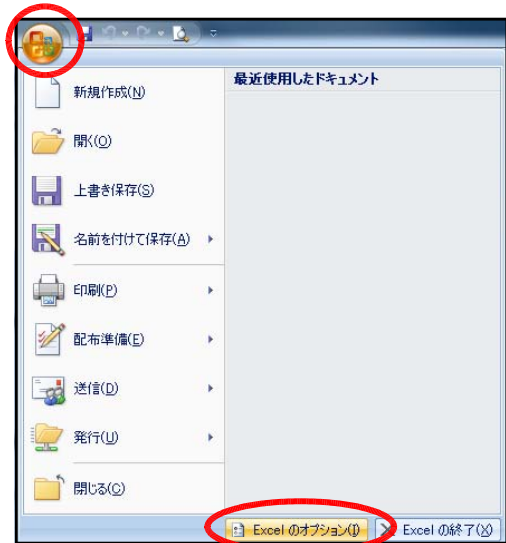 最近使用したドキュメント
新規作成(N)
開く(O)
上書き保存(S)
名前を付けて保存(A)
印刷(P)
配布準備(E)
送信(D)
発行(U)
閉じる(C)
Excel のオプション(I) Excel の終了(X)